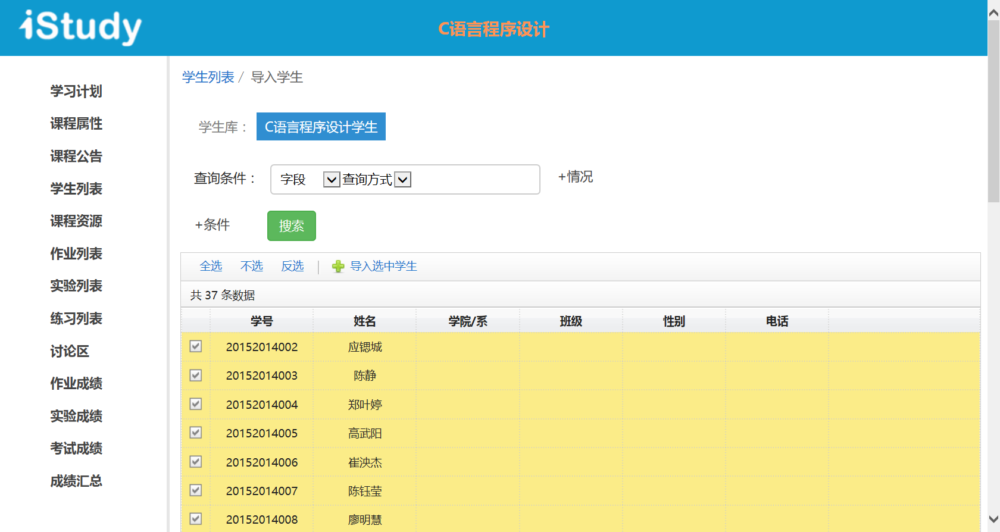 iStudy
C语言程序设计
学习计划
课程属性
课程公告
学生列表
课程资源
作业列表
实验列表
练习列表
讨论区
作业成绩
实验成绩
考试成绩
成绩汇总
学生列表 / 导入学生
学生库： C语言程序设计学生
查询条件： 字段 查询方式 +情况
+条件 搜索
全选 不选 反选 | 导入选中学生
共 37 条数据
学号 姓名 学院/系 班级 性别 电话
20152014002 应锶城
20152014003 陈静
20152014004 郑叶婷
20152014005 高武阳
20152014006 崔泱杰
20152014007 陈钰莹
20152014008 廖明慧